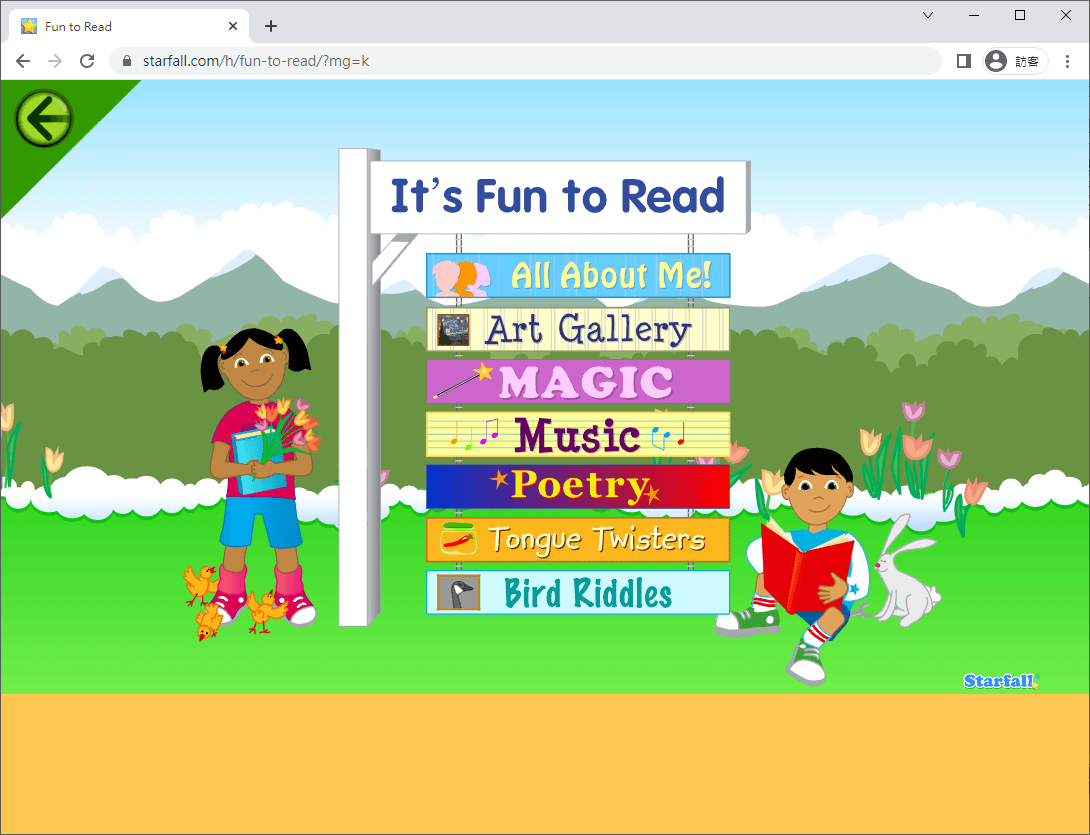 Fun to Read
starfall.com/h/fun-to-read/?mg=k
訪客
It's Fun to Read
All About Me!
Art Gallery
MAGIC
Music
Poetry
Tongue Twisters
Bird Riddles
Starfall